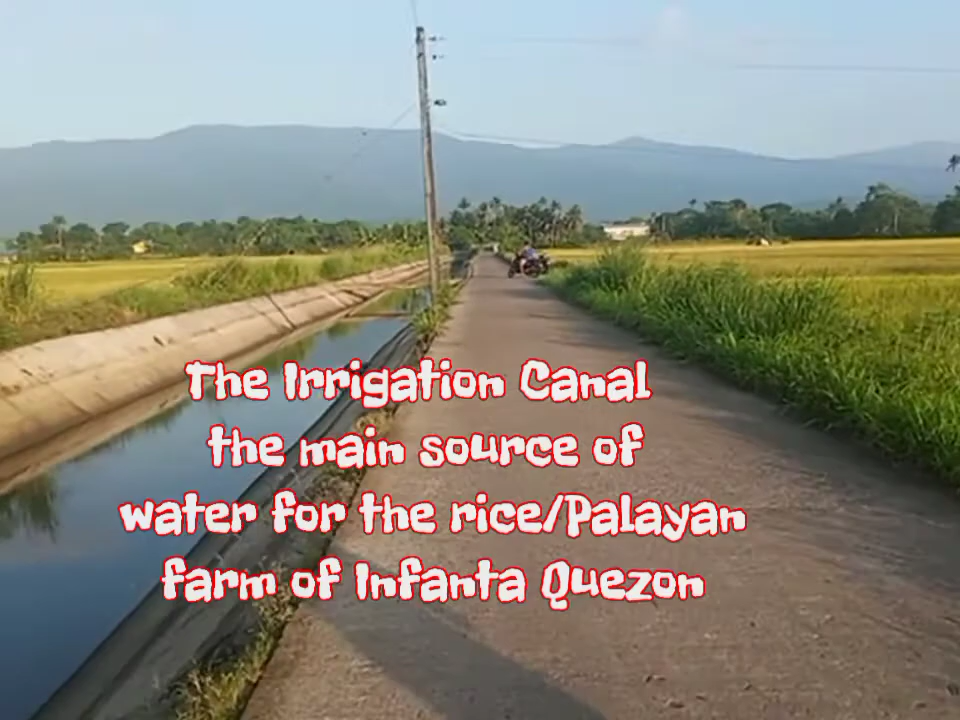 The Irrigation Canal
the main source of
water for the rice/Palayan
farm of Infanta Quezon